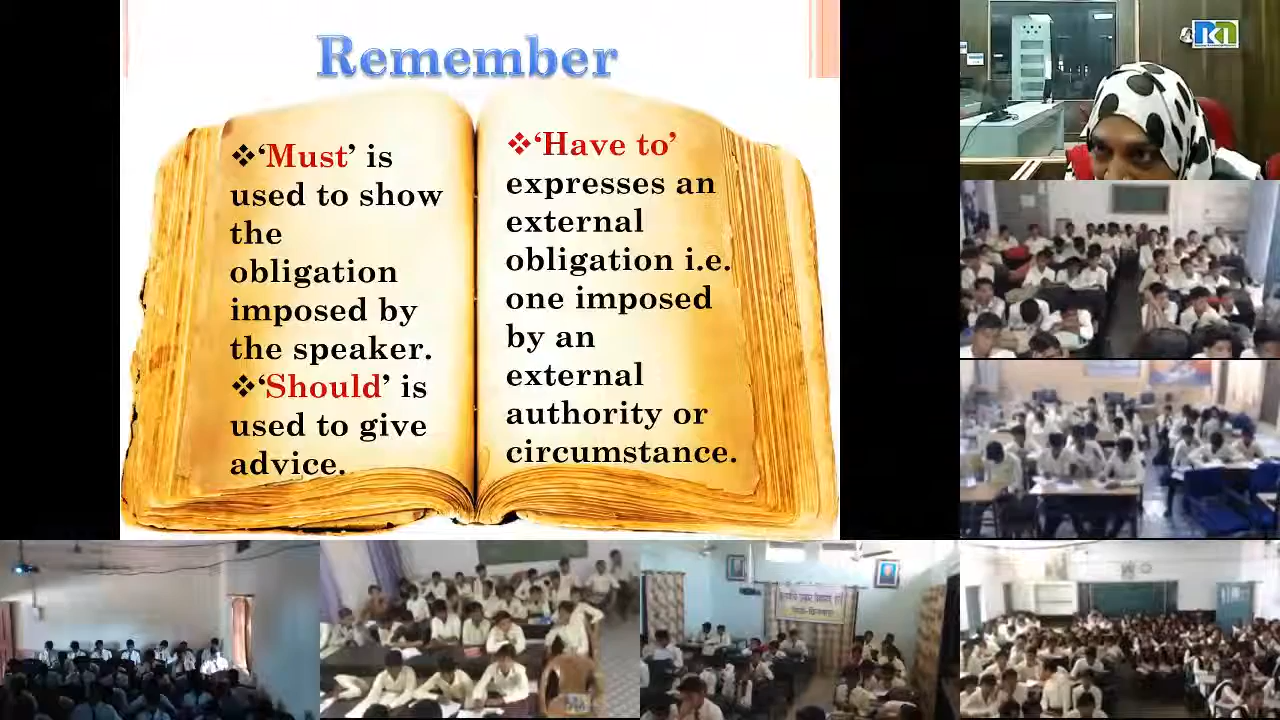 Remember
❖‘Must’ is
used to show
the
obligation
imposed by
the speaker.
❖‘Should’ is
used to give
advice.
❖‘Have to’
expresses an
external
obligation i.e.
one imposed
by an
external
authority or
circumstance.